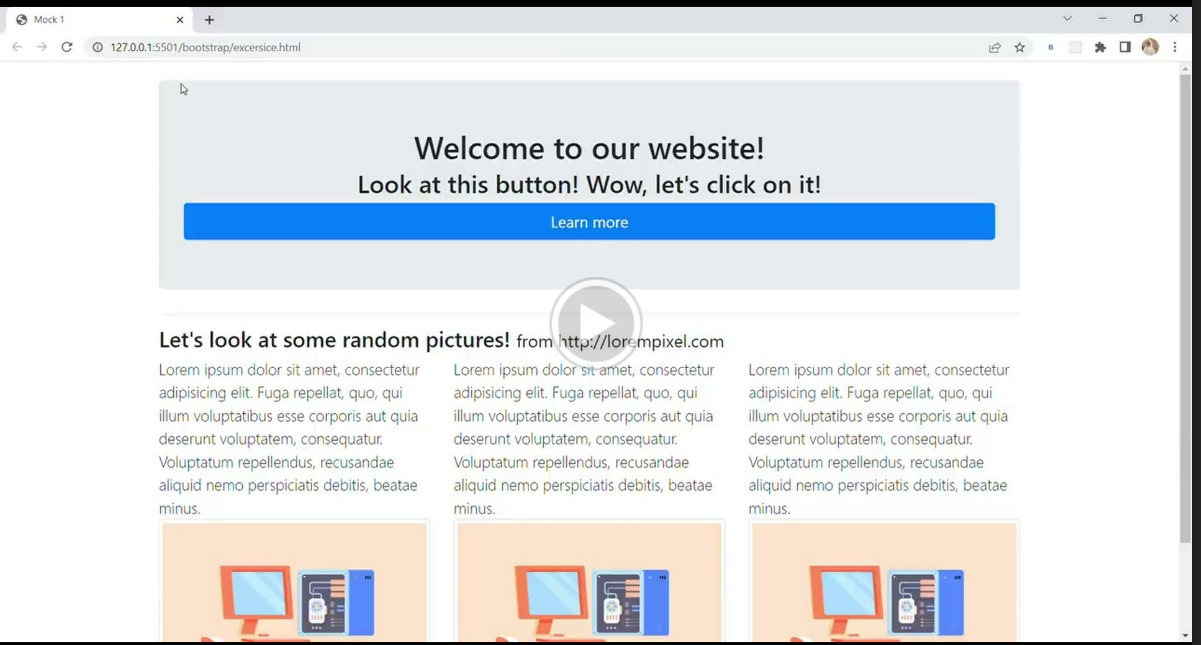 Mock 1
127.0.0.1:5501/bootstrap/excersice.html
Welcome to our website!
Look at this button! Wow, let's click on it!
Learn more
Let's look at some random pictures! from http://lorempixel.com
Lorem ipsum dolor sit amet, consectetur
adipisicing elit. Fuga repellat, quo, qui
illum voluptatibus esse corporis aut quia
deserunt voluptatem, consequatur.
Voluptatum repellendus, recusandae
aliquid nemo perspiciatis debitis, beatae
minus.
Lorem ipsum dolor sit amet, consectetur
adipisicing elit. Fuga repellat, quo, qui
illum voluptatibus esse corporis aut quia
deserunt voluptatem, consequatur.
Voluptatum repellendus, recusandae
aliquid nemo perspiciatis debitis, beatae
minus.
Lorem ipsum dolor sit amet, consectetur
adipisicing elit. Fuga repellat, quo, qui
illum voluptatibus esse corporis aut quia
deserunt voluptatem, consequatur.
Voluptatum repellendus, recusandae
aliquid nemo perspiciatis debitis, beatae
minus.